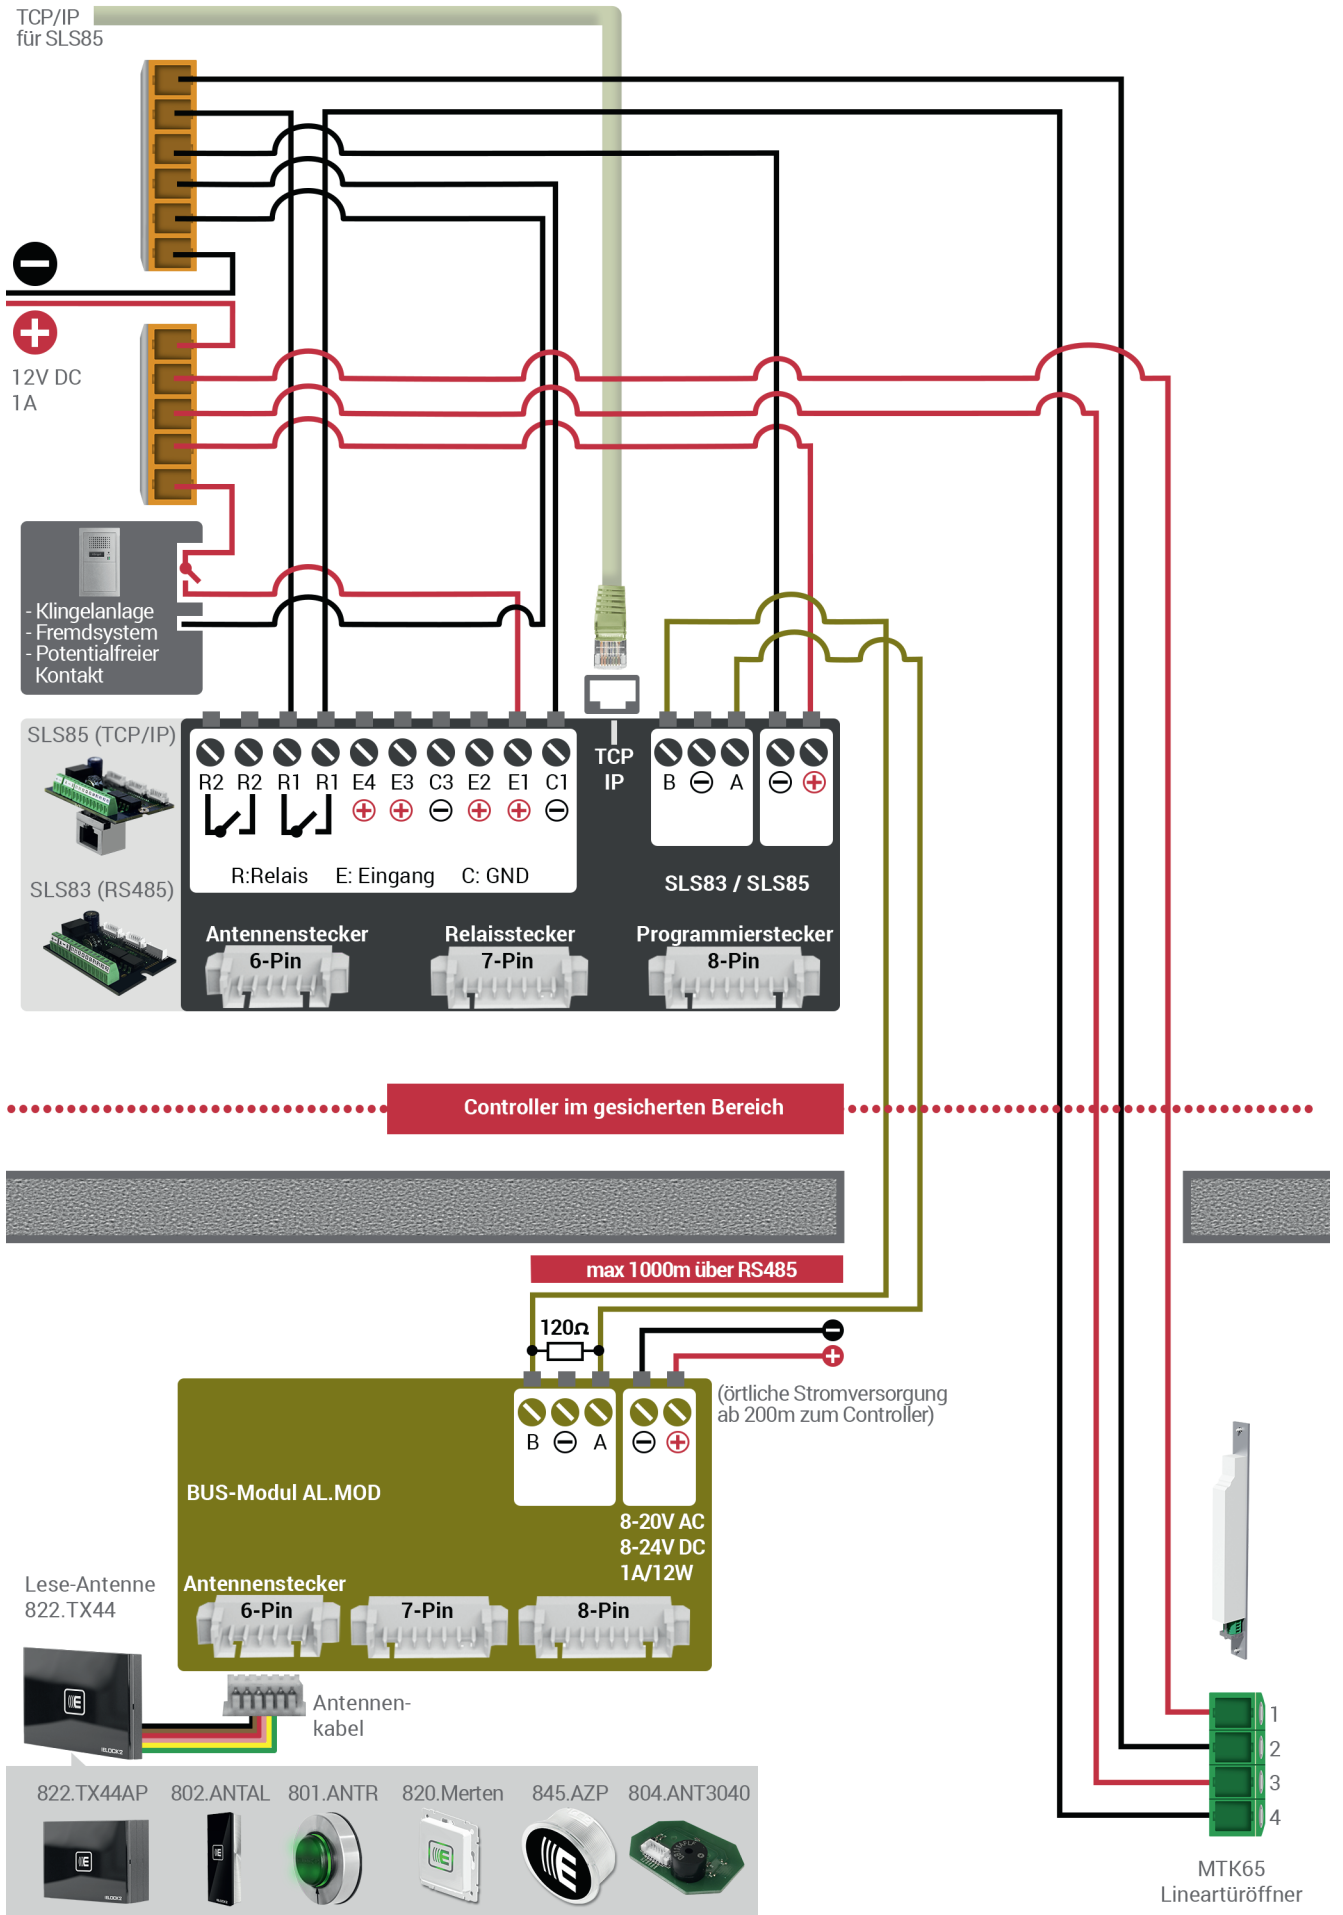 TCP/IP
für SLS85
12V DC
1A
- Klingelanlage
- Fremdsystem
- Potentialfreier
Kontakt
SLS85 (TCP/IP)
SLS83 (RS485)
R2 R2 R1 R1 E4 E3 C3 E2 E1 C1
R:Relais E: Eingang C: GND
TCP
IP
B A
SLS83 / SLS85
Antennenstecker
6-Pin
Relaisstecker
7-Pin
Programmierstecker
8-Pin
Controller im gesicherten Bereich
max 1000m über RS485
120Ω
(örtliche Stromversorgung
ab 200m zum Controller)
B A
BUS-Modul AL.MOD
8-20V AC
8-24V DC
1A/12W
Antennenstecker
6-Pin
7-Pin
8-Pin
Lese-Antenne
822.TX44
Antennen-
kabel
822.TX44AP
802.ANTAL
801.ANTR
820.Merten
845.AZP
804.ANT3040
1
2
3
4
MTK65
Lineartüröffner